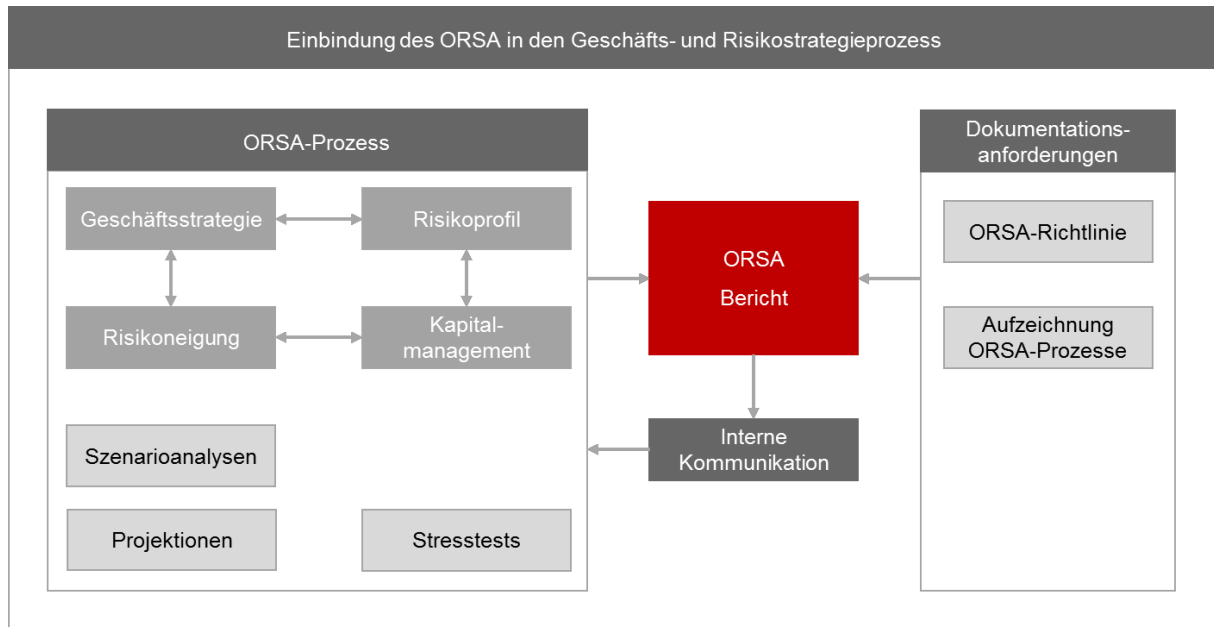 Einbindung des ORSA in den Geschäfts- und Risikostrategieprozess
ORSA-Prozess
Geschäftsstrategie
Risikoprofil
Risikoneigung
Kapital-
management
Szenarioanalysen
Projektionen
Stresstests
ORSA
Bericht
Interne
Kommunikation
Dokumentations-
anforderungen
ORSA-Richtlinie
Aufzeichnung
ORSA-Prozesse